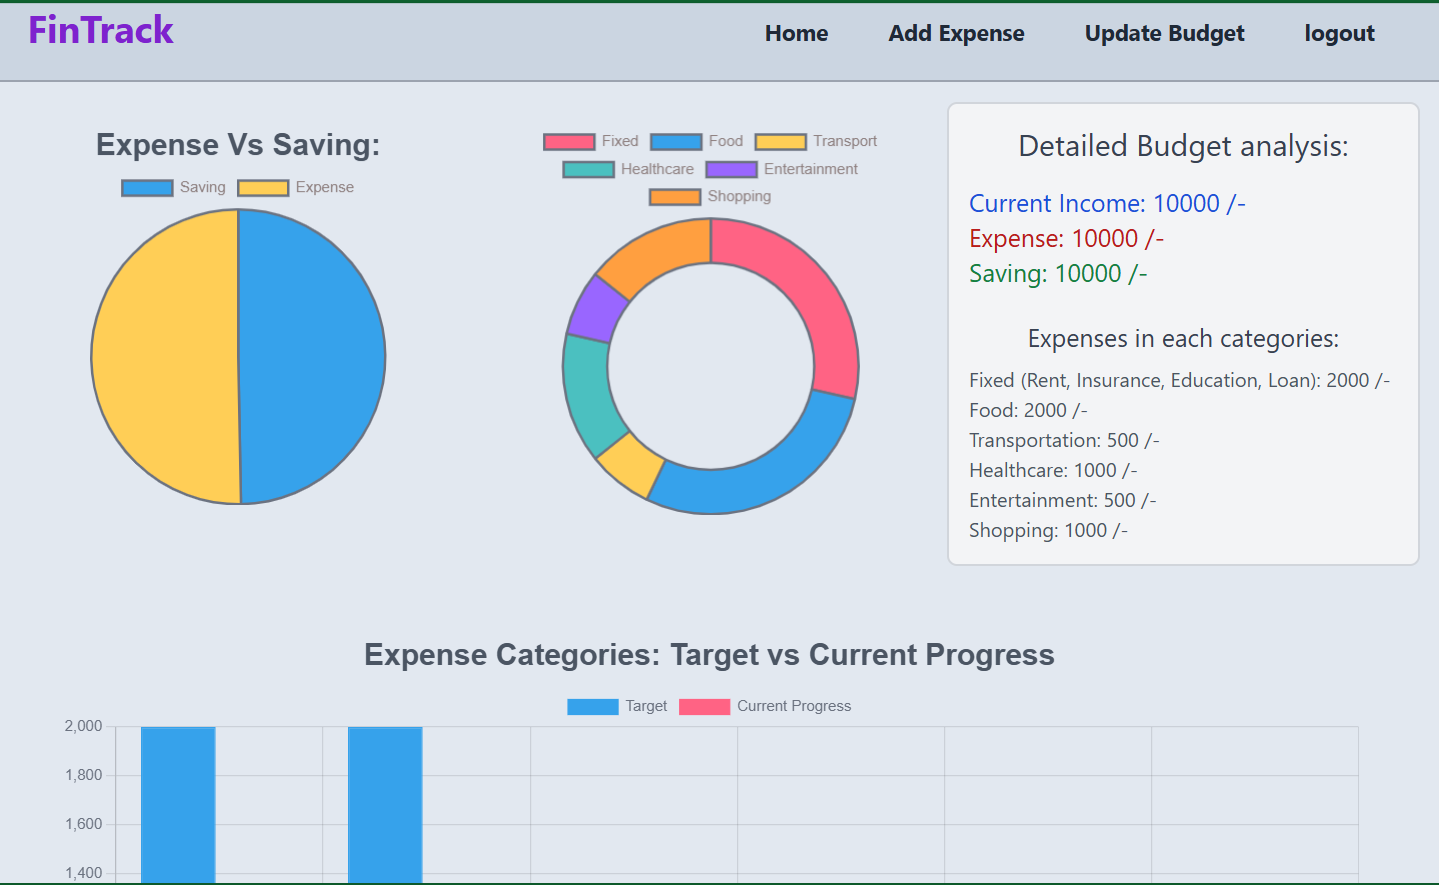 FinTrack
Home Add Expense Update Budget logout
Expense Vs Saving:
Saving Expense
Fixed Food Transport
Healthcare Entertainment
Shopping
Detailed Budget analysis:
Current Income: 10000 /-
Expense: 10000 /-
Saving: 10000 /-
Expenses in each categories:
Fixed (Rent, Insurance, Education, Loan): 2000 /-
Food: 2000 /-
Transportation: 500 /-
Healthcare: 1000 /-
Entertainment: 500 /-
Shopping: 1000 /-
Expense Categories: Target vs Current Progress
Target Current Progress
2,000
1,800
1,600
1,400